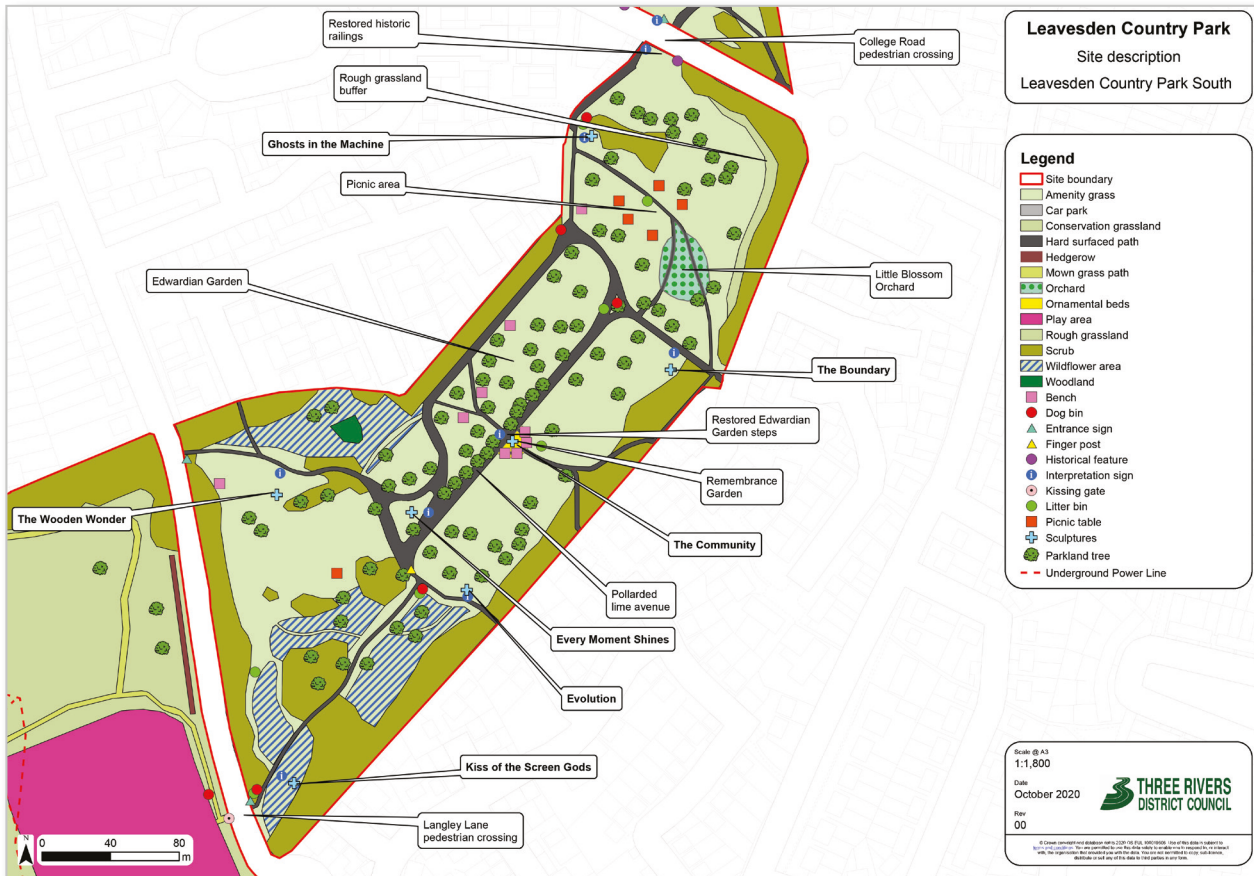 Leavesden Country Park
Site description
Leavesden Country Park South
Restored historic
railings
College Road
pedestrian crossing
Rough grassland
buffer
Ghosts in the Machine
Picnic area
Edwardian Garden
Little Blossom
Orchard
The Boundary
Restored Edwardian
Garden steps
Remembrance
Garden
The Wooden Wonder
The Community
Pollarded
lime avenue
Every Moment Shines
Evolution
Kiss of the Screen Gods
Langley Lane
pedestrian crossing
N
0 40 80
m
Legend
Site boundary
Amenity grass
Car park
Conservation grassland
Hard surfaced path
Hedgerow
Mown grass path
Orchard
Ornamental beds
Play area
Rough grassland
Scrub
Wildflower area
Woodland
Bench
Dog bin
Entrance sign
Finger post
Historical feature
Interpretation sign
Kissing gate
Litter bin
Picnic table
Sculptures
Parkland tree
Underground Power Line
Scale @ A3
1:1,800
Date
October 2020
Rev
00
THREE RIVERS
DISTRICT COUNCIL